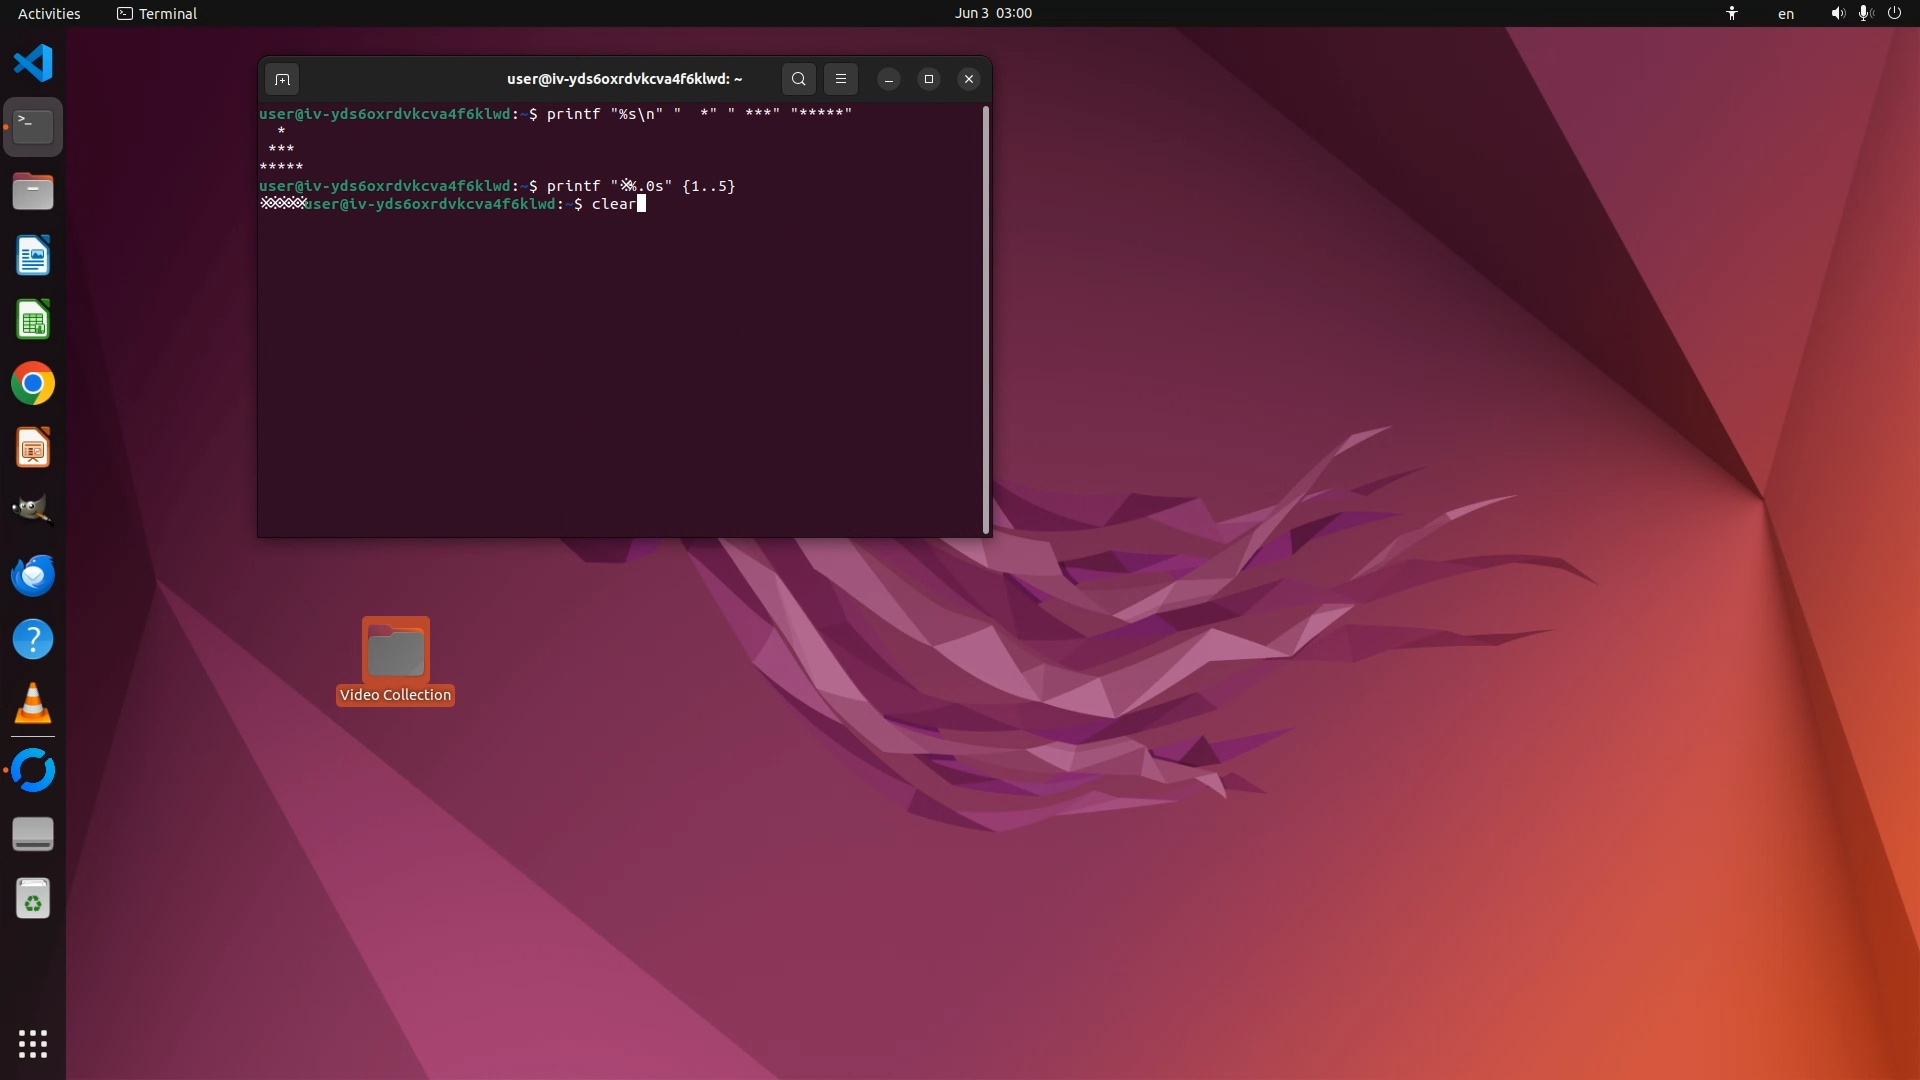 Activities
Terminal
Jun 3 03:00
en
user@iv-yds6oxrdvkcva4f6klwd: ~
user@iv-yds6oxrdvkcva4f6klwd:~$ printf "%s\n" "  *" " ***" "*****"
  *
 ***
*****
user@iv-yds6oxrdvkcva4f6klwd:~$ printf "※%.0s" {1..5}
※※※※※user@iv-yds6oxrdvkcva4f6klwd:~$ clear
Video Collection